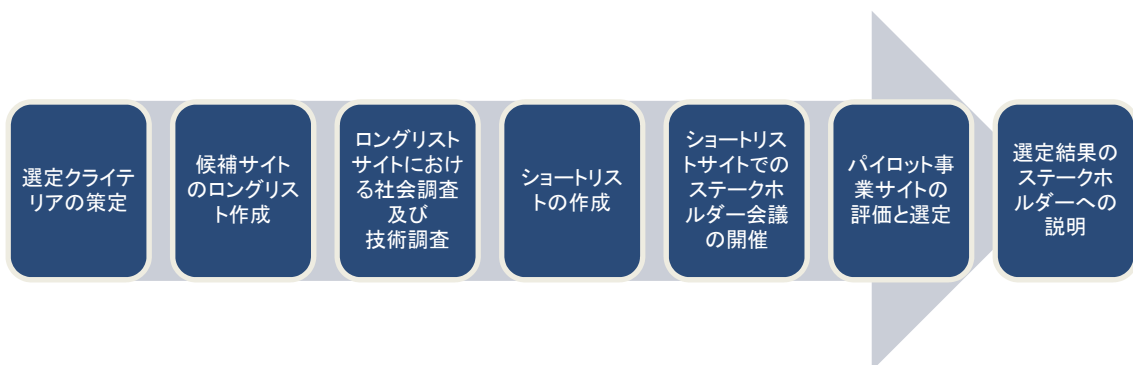 選定クライテ
リアの策定
候補サイト
のロングリス
ト作成
ロングリスト
サイトにおけ
る社会調査
及び
技術調査
ショートリス
トの作成
ショートリ
ストサイトでの
ステークホ
ルダー会議
の開催
パイロット事
業サイトの
評価と選定
選定結果の
ステークホ
ルダーへの
説明